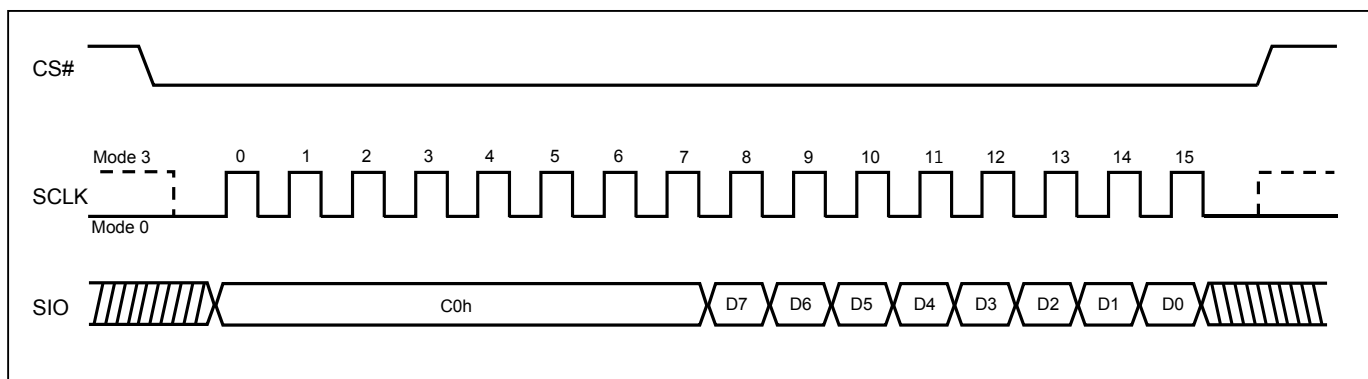 CS#
Mode 3
0 1 2 3 4 5 6 7 8 9 10 11 12 13 14 15
SCLK
Mode 0
SIO
C0h D7 D6 D5 D4 D3 D2 D1 D0